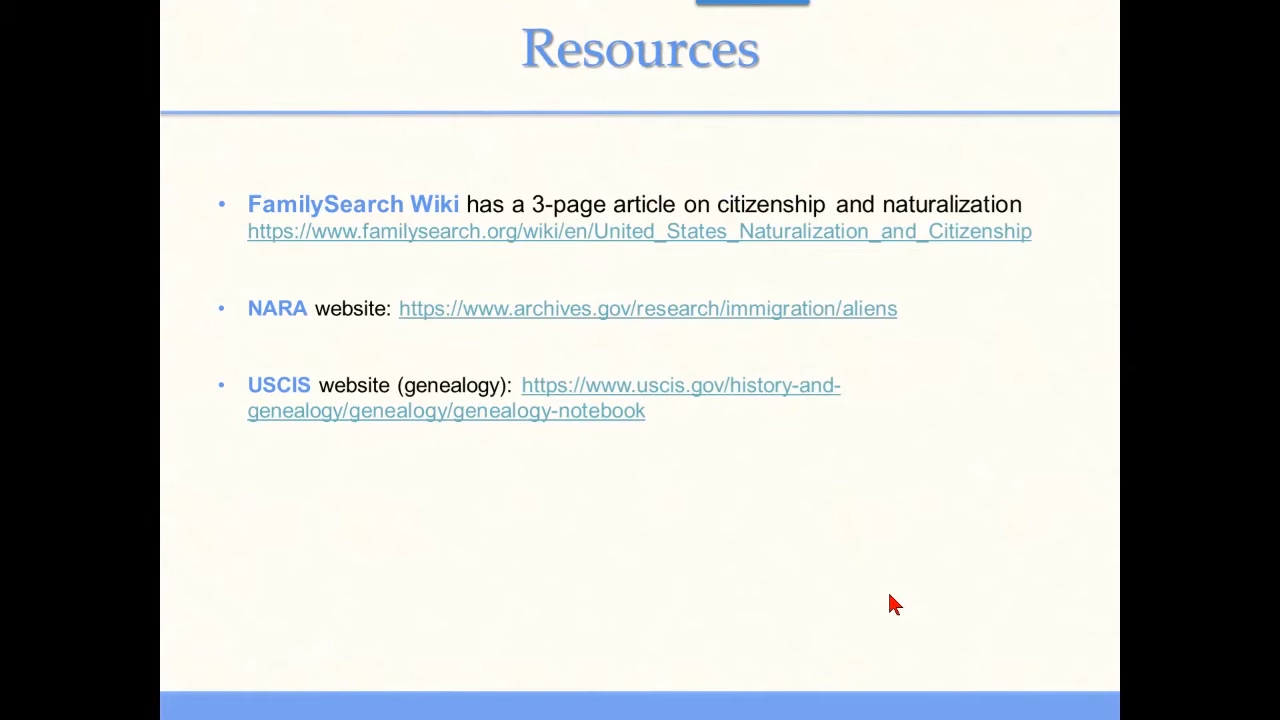 Resources
• FamilySearch Wiki has a 3-page article on citizenship and naturalization
https://www.familysearch.org/wiki/en/United_States_Naturalization_and_Citizenship
• NARA website: https://www.archives.gov/research/immigration/aliens
• USCIS website (genealogy): https://www.uscis.gov/history-and-
genealogy/genealogy/genealogy-notebook